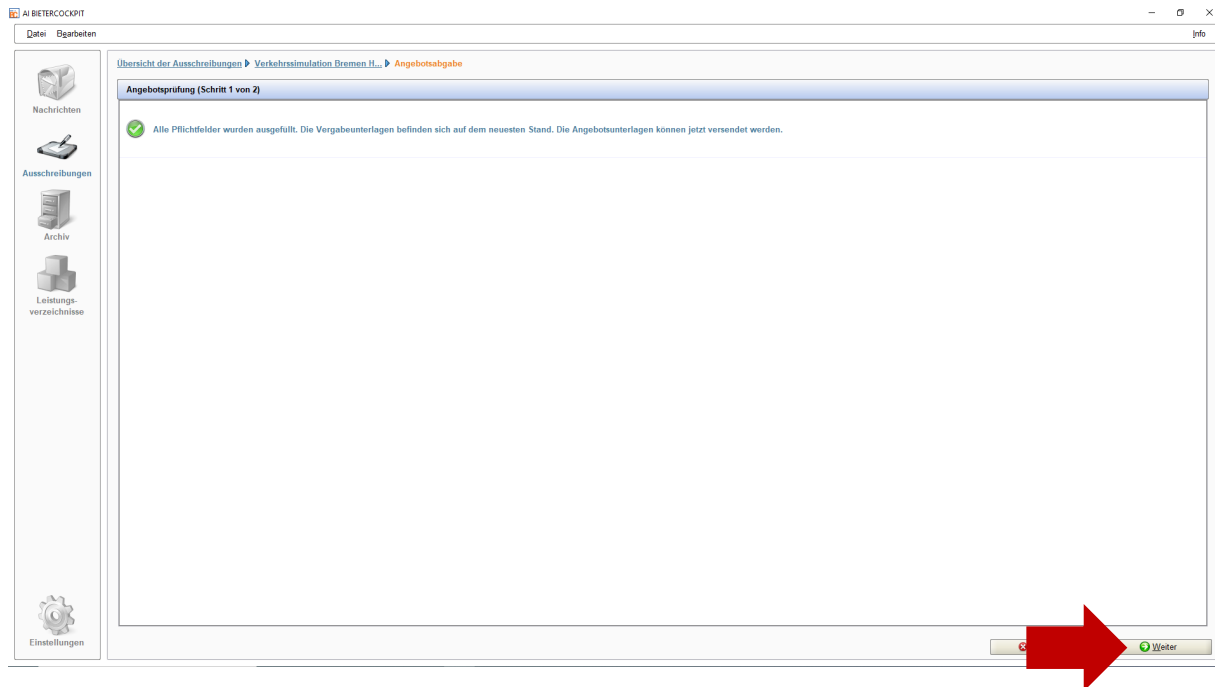 AI BIETERCOCKPIT
Datei Bearbeiten Info
Übersicht der Ausschreibungen Verkehrssimulation Bremen H... Angebotsabgabe
Angebotsprüfung (Schritt 1 von 2)
Alle Pflichtfelder wurden ausgefüllt. Die Vergabeunterlagen befinden sich auf dem neuesten Stand. Die Angebotsunterlagen können jetzt versendet werden.
Nachrichten
Ausschreibungen
Archiv
Leistungs-
verzeichnisse
Einstellungen
Weiter